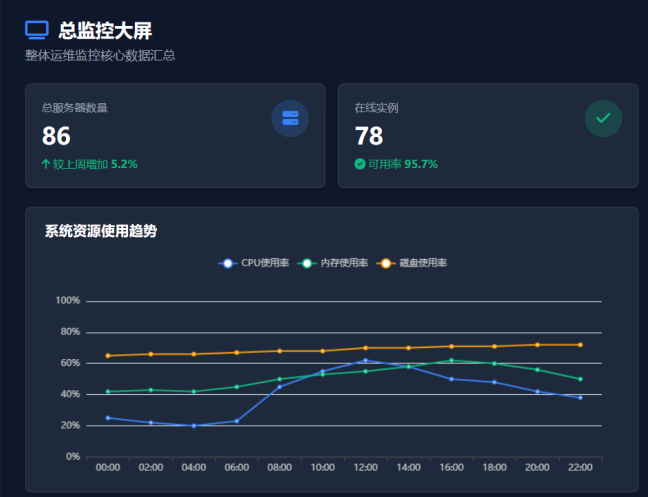 总监控大屏
整体运维监控核心数据汇总
总服务器数量
86
较上周增加 5.2%
在线实例
78
可用率 95.7%
系统资源使用趋势
CPU使用率 内存使用率 磁盘使用率
100%
80%
60%
40%
20%
0%
00:00 02:00 04:00 06:00 08:00 10:00 12:00 14:00 16:00 18:00 20:00 22:00